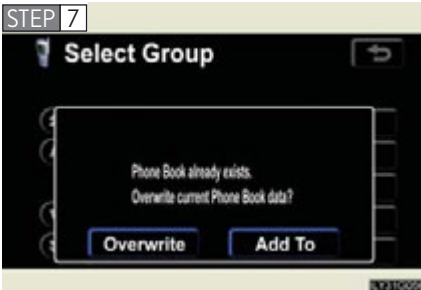 STEP 7
Select Group
Phone Book already exists.
Overwrite current Phone Book data?
Overwrite
Add To